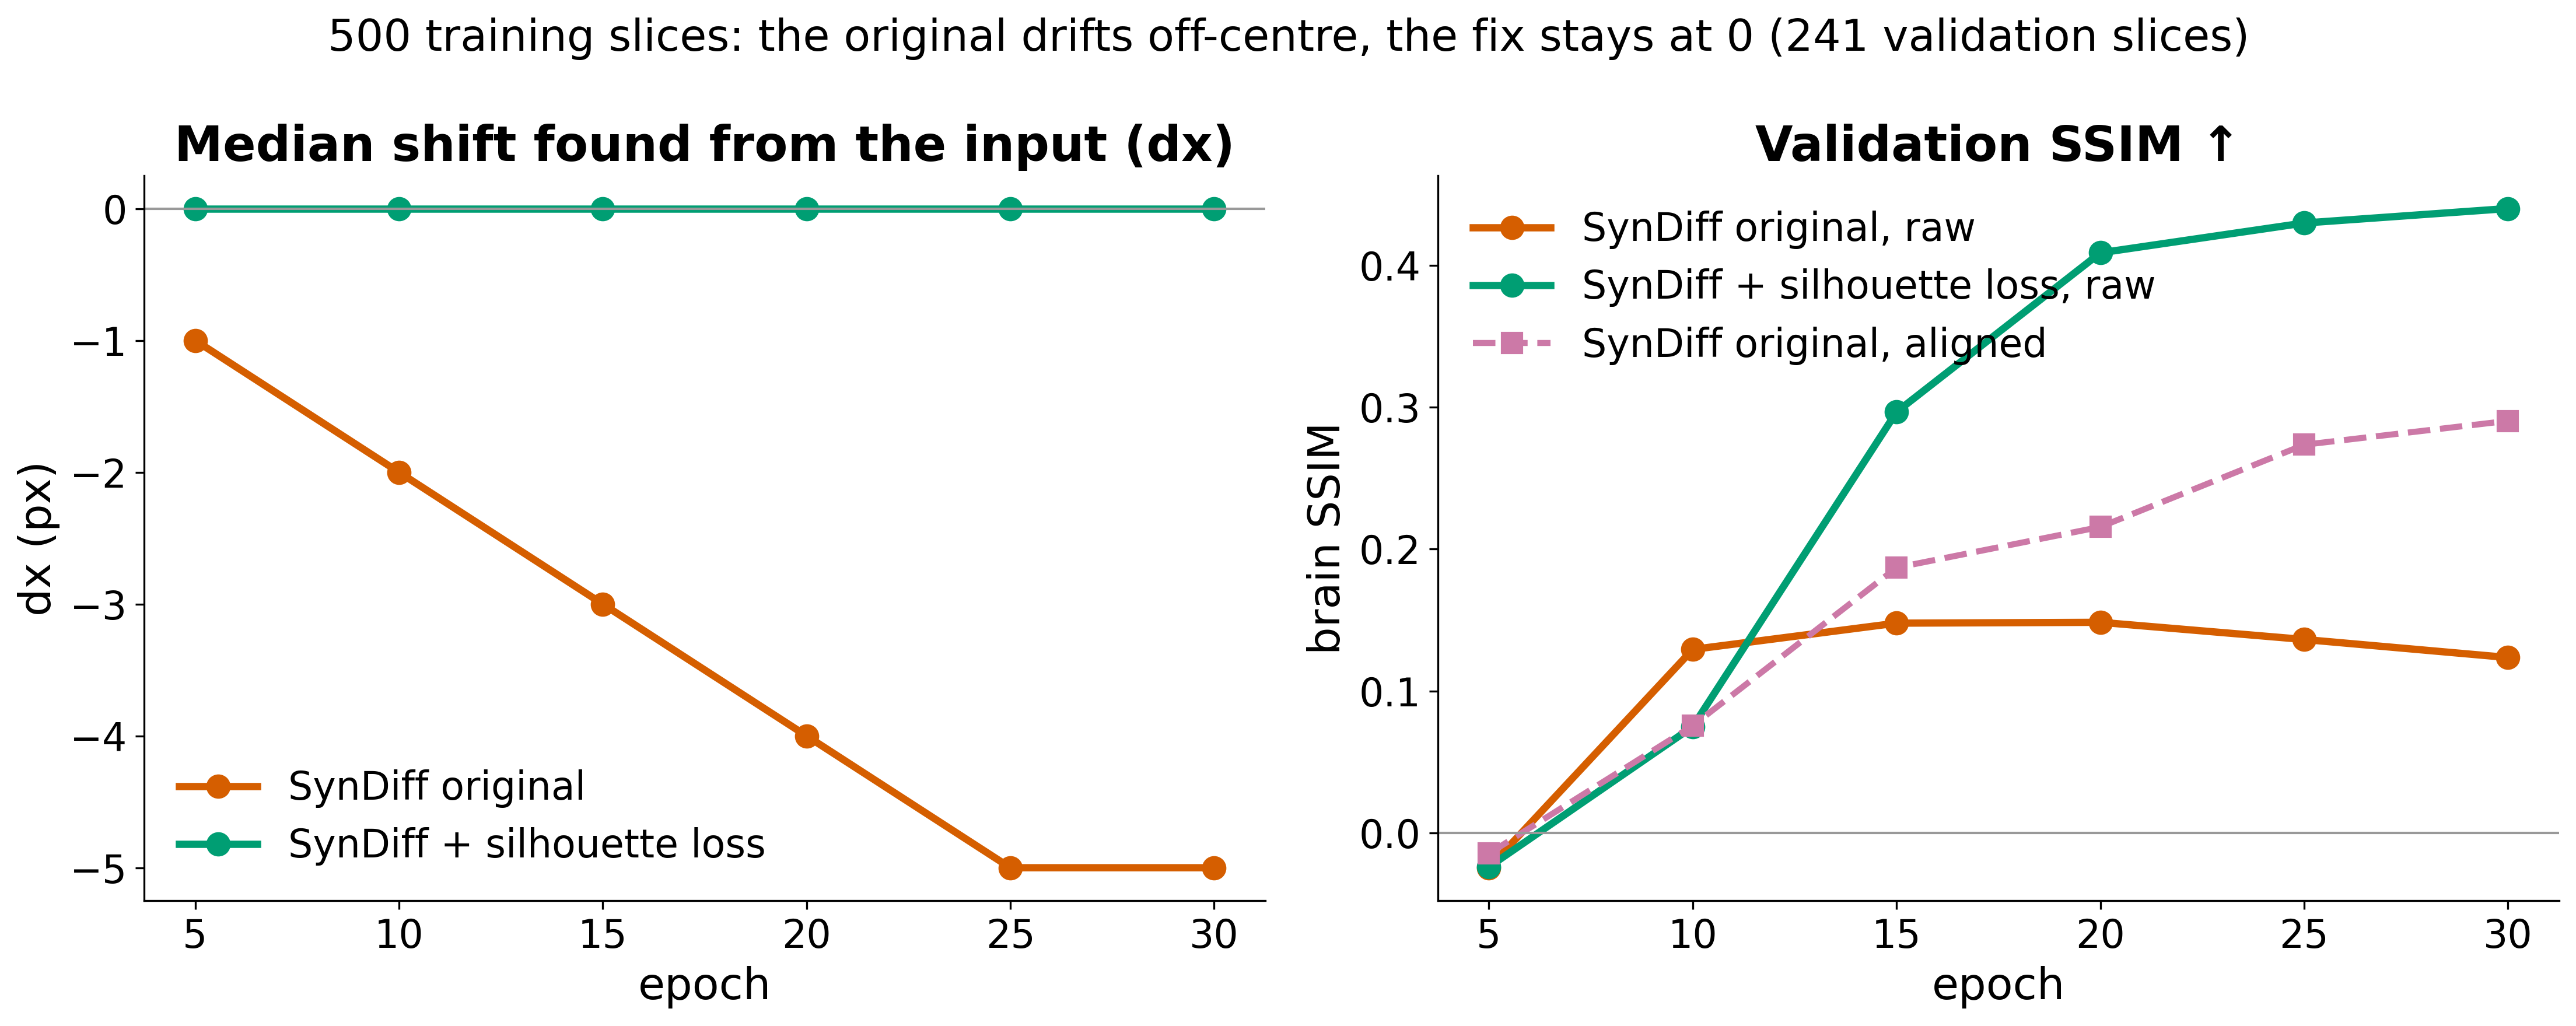 500 training slices: the original drifts off-centre, the fix stays at 0 (241 validation slices)
Median shift found from the input (dx)
dx (px)
0
−1
−2
−3
−4
−5
SynDiff original
SynDiff + silhouette loss
5 10 15 20 25 30
epoch
Validation SSIM ↑
brain SSIM
0.4
0.3
0.2
0.1
0.0
SynDiff original, raw
SynDiff + silhouette loss, raw
SynDiff original, aligned
5 10 15 20 25 30
epoch